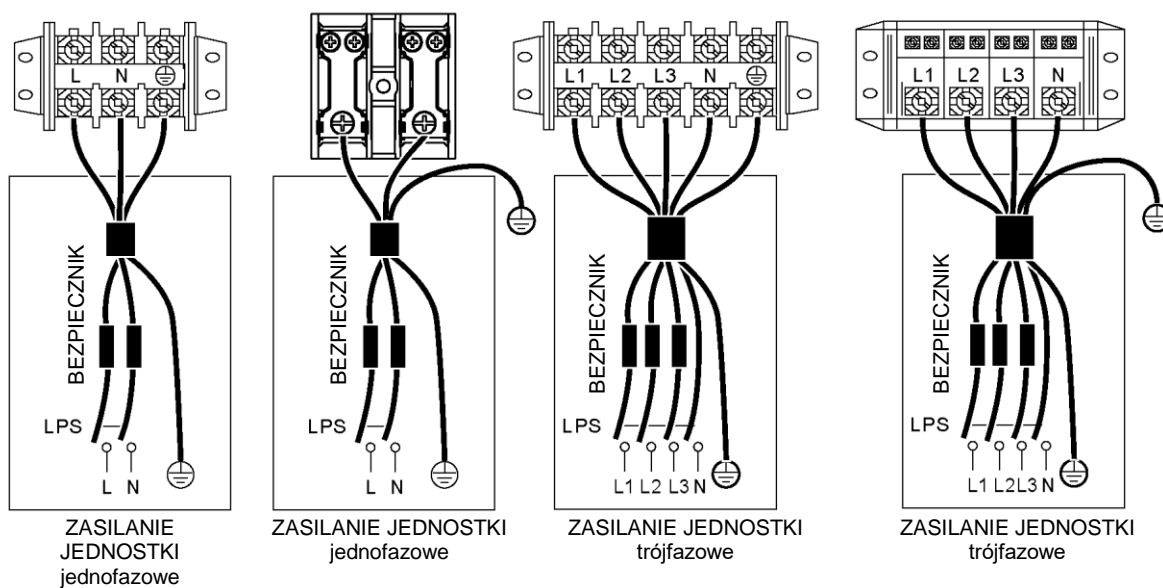 L N
L1 L2 L3 N
L1 L2 L3 N
BEZPIECZNIK
LPS
L N
BEZPIECZNIK
LPS
L N
BEZPIECZNIK
LPS
L1 L2 L3 N
BEZPIECZNIK
LPS
L1 L2 L3 N
ZASILANIE
JEDNOSTKI
jednofazowe
ZASILANIE JEDNOSTKI
jednofazowe
ZASILANIE JEDNOSTKI
trójfazowe
ZASILANIE JEDNOSTKI
trójfazowe